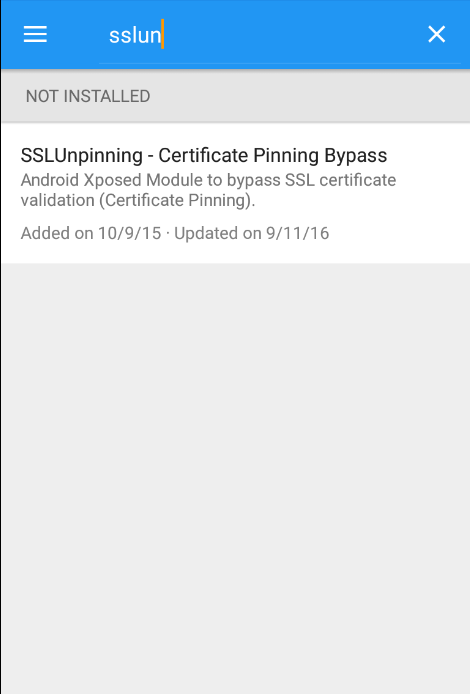 sslun
NOT INSTALLED
SSLUnpinning - Certificate Pinning Bypass
Android Xposed Module to bypass SSL certificate
validation (Certificate Pinning).
Added on 10/9/15 · Updated on 9/11/16